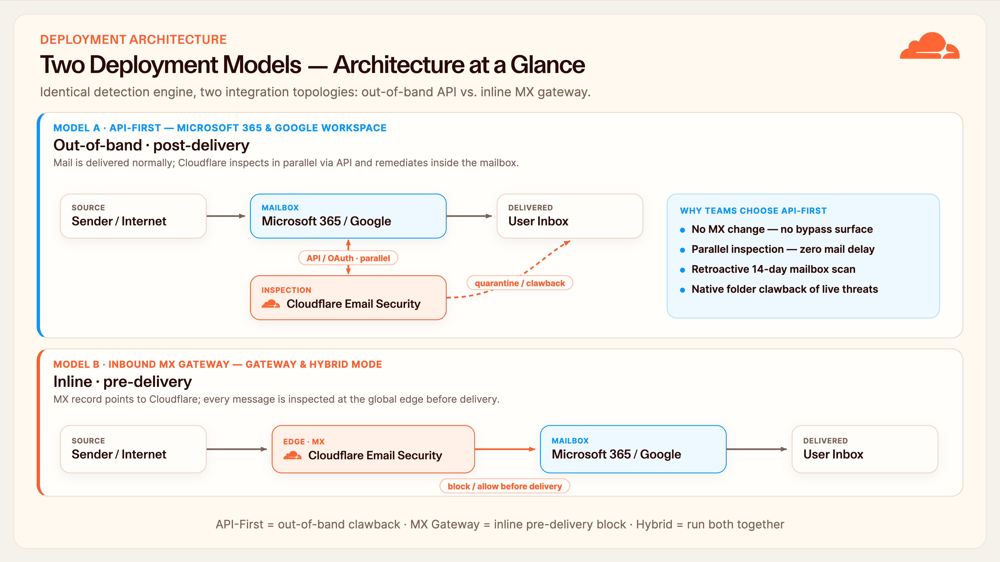 DEPLOYMENT ARCHITECTURE
Two Deployment Models — Architecture at a Glance
Identical detection engine, two integration topologies: out-of-band API vs. inline MX gateway.
MODEL A · API-FIRST — MICROSOFT 365 & GOOGLE WORKSPACE
Out-of-band · post-delivery
Mail is delivered normally; Cloudflare inspects in parallel via API and remediates inside the mailbox.
SOURCE
Sender / Internet
MAILBOX
Microsoft 365 / Google
DELIVERED
User Inbox
API / OAuth · parallel
quarantine / clawback
INSPECTION
Cloudflare Email Security
WHY TEAMS CHOOSE API-FIRST
No MX change — no bypass surface
Parallel inspection — zero mail delay
Retroactive 14-day mailbox scan
Native folder clawback of live threats
MODEL B · INBOUND MX GATEWAY — GATEWAY & HYBRID MODE
Inline · pre-delivery
MX record points to Cloudflare; every message is inspected at the global edge before delivery.
SOURCE
Sender / Internet
EDGE · MX
Cloudflare Email Security
MAILBOX
Microsoft 365 / Google
DELIVERED
User Inbox
block / allow before delivery
API-First = out-of-band clawback · MX Gateway = inline pre-delivery block · Hybrid = run both together